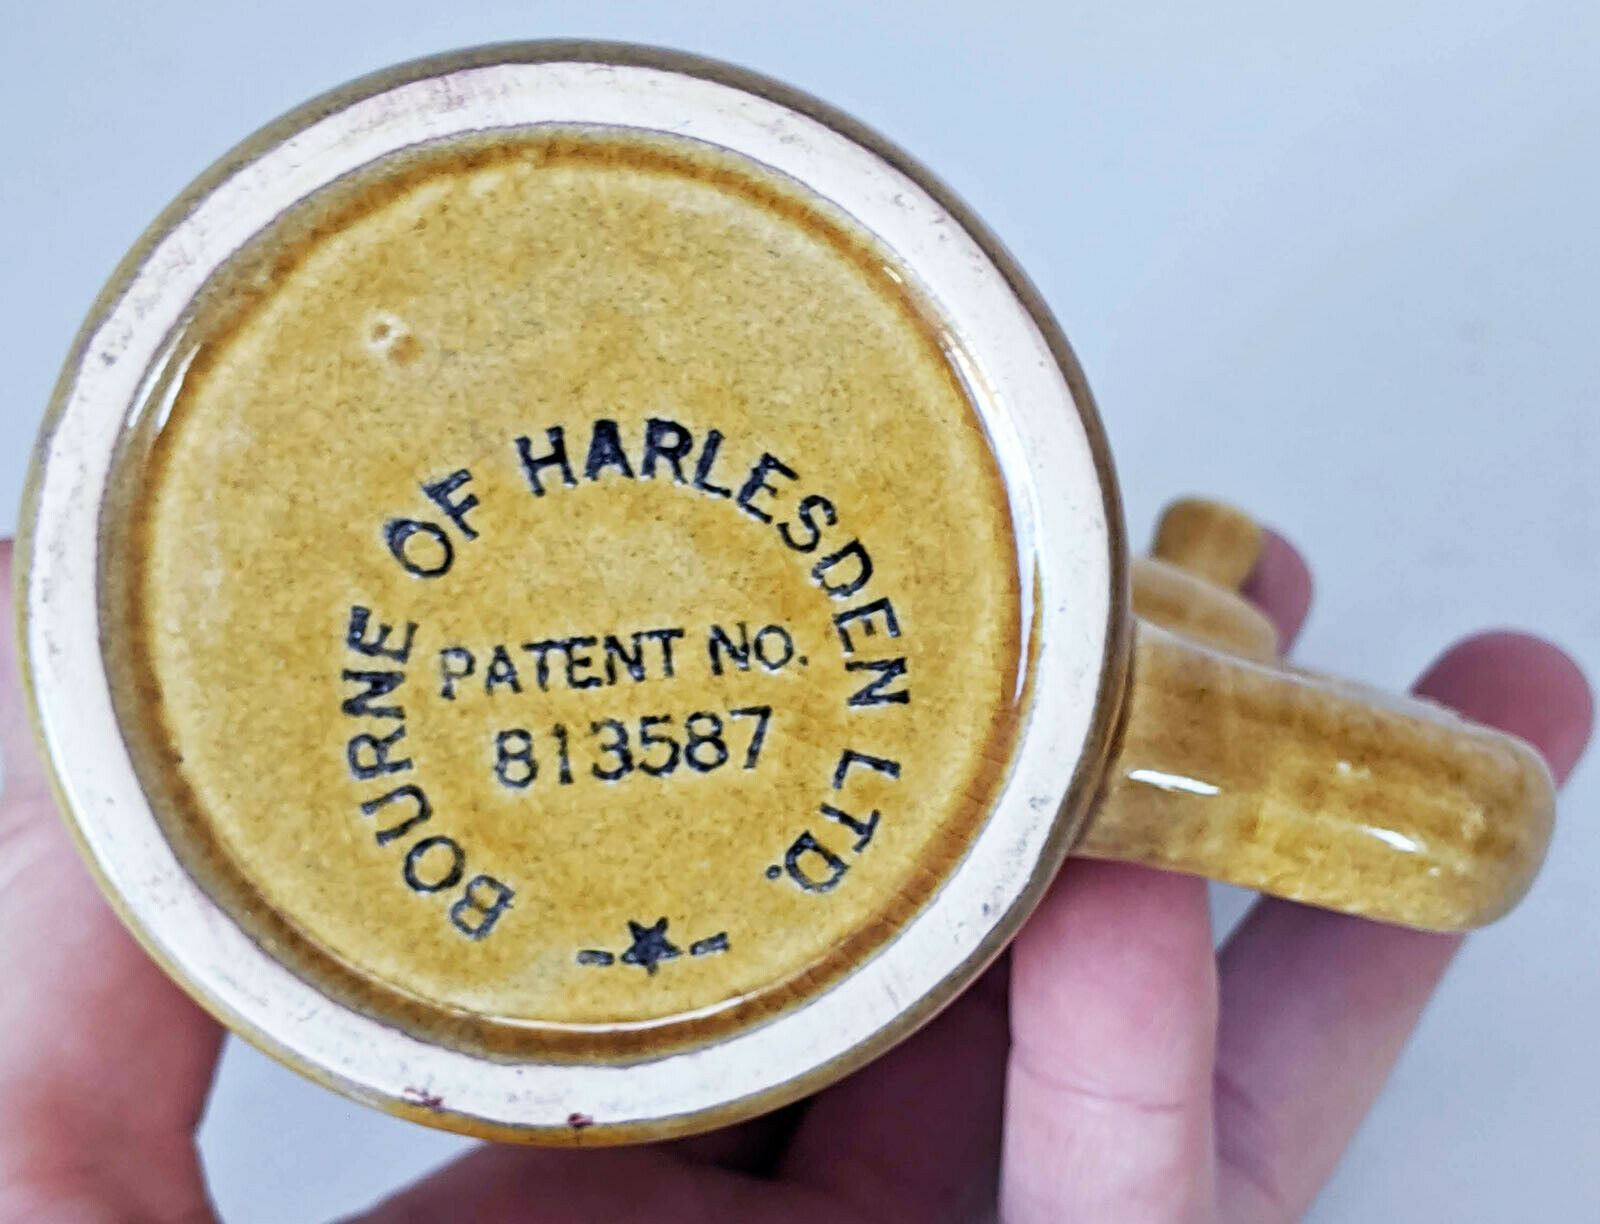 BOURNE OF HARLESDEN LTD.
PATENT NO.
813587